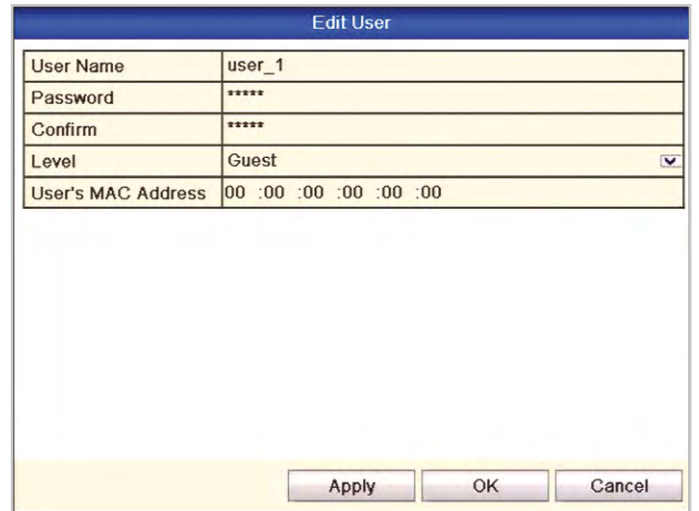 Edit User
User Name user_1
Password *****
Confirm *****
Level Guest
User's MAC Address 00 :00 :00 :00 :00 :00
Apply OK Cancel